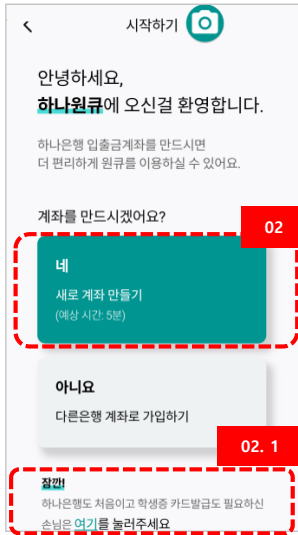 시작하기
안녕하세요,
하나원큐에 오신걸 환영합니다.
하나은행 입출금계좌를 만드시면
더 편리하게 원큐를 이용하실 수 있어요.
계좌를 만드시겠어요?
02
네
새로 계좌 만들기
(예상 시간: 5분)
아니요
다른은행 계좌로 가입하기
02. 1
잠깐!
하나은행도 처음이고 학생증 카드발급도 필요하신
손님은 여기를 눌러주세요